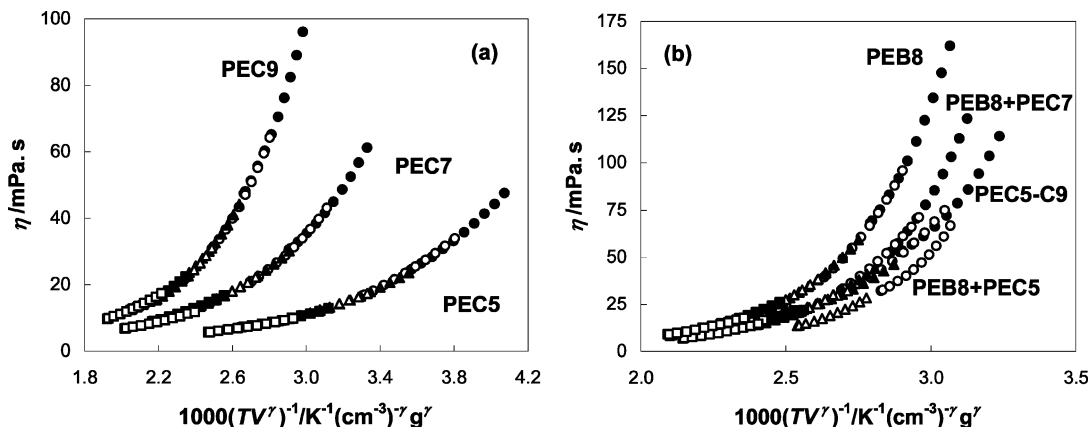 100
80
60
40
20
0
η /mPa. s
(a)
PEC9
PEC7
PEC5
1.8 2.2 2.6 3.0 3.4 3.8 4.2
1000(TV^γ)^-1/K^-1(cm^-3)^-γ g^γ
175
150
125
100
75
50
25
0
η /mPa. s
(b)
PEB8
PEB8+PEC7
PEC5-C9
PEB8+PEC5
2.0 2.5 3.0 3.5
1000(TV^γ)^-1/K^-1(cm^-3)^-γ g^γ